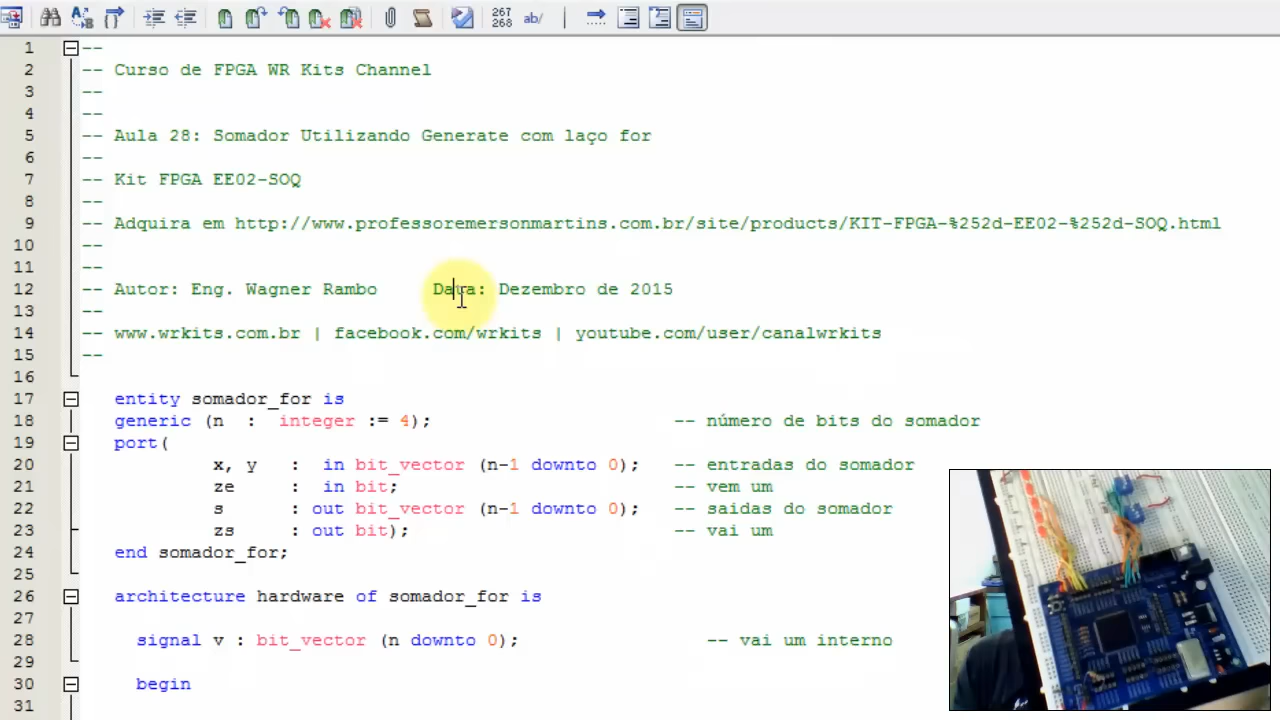 267
268
ab/
1 --
2 -- Curso de FPGA WR Kits Channel
3 --
4 --
5 -- Aula 28: Somador Utilizando Generate com laço for
6 --
7 -- Kit FPGA EE02-SOQ
8 --
9 -- Adquira em http://www.professoremersonmartins.com.br/site/products/KIT-FPGA-%252d-EE02-%252d-SOQ.html
10 --
11 --
12 -- Autor: Eng. Wagner Rambo Data: Dezembro de 2015
13 --
14 -- www.wrkits.com.br | facebook.com/wrkits | youtube.com/user/canalwrkits
15 --
16
17 entity somador_for is
18 generic (n : integer := 4); -- número de bits do somador
19 port(
20 x, y : in bit_vector (n-1 downto 0); -- entradas do somador
21 ze : in bit; -- vem um
22 s : out bit_vector (n-1 downto 0); -- saidas do somador
23 zs : out bit); -- vai um
24 end somador_for;
25
26 architecture hardware of somador_for is
27
28 signal v : bit_vector (n downto 0); -- vai um interno
29
30 begin
31